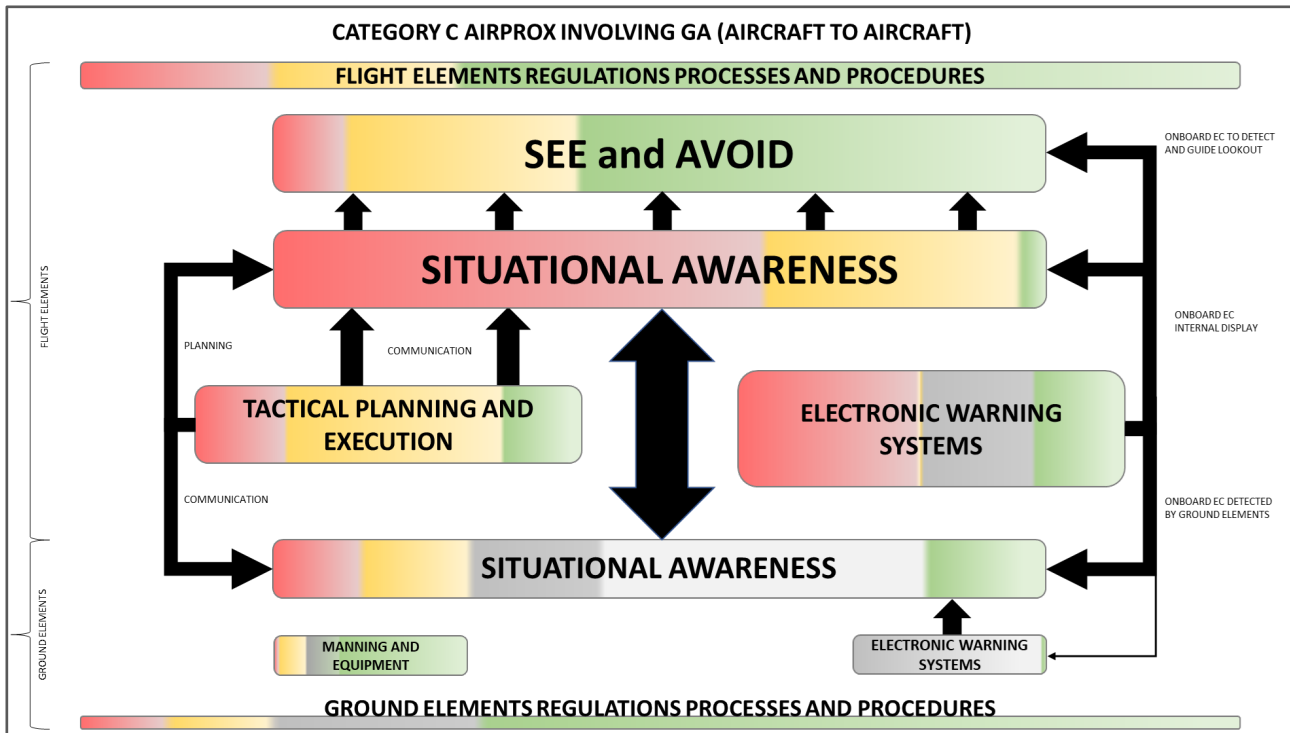 CATEGORY C AIRPROX INVOLVING GA (AIRCRAFT TO AIRCRAFT)
FLIGHT ELEMENTS REGULATIONS PROCESSES AND PROCEDURES
SEE and AVOID
ONBOARD EC TO DETECT
AND GUIDE LOOKOUT
SITUATIONAL AWARENESS
FLIGHT ELEMENTS
PLANNING
COMMUNICATION
ONBOARD EC
INTERNAL DISPLAY
TACTICAL PLANNING AND
EXECUTION
ELECTRONIC WARNING
SYSTEMS
COMMUNICATION
ONBOARD EC DETECTED
BY GROUND ELEMENTS
SITUATIONAL AWARENESS
GROUND ELEMENTS
MANNING AND
EQUIPMENT
ELECTRONIC WARNING
SYSTEMS
GROUND ELEMENTS REGULATIONS PROCESSES AND PROCEDURES